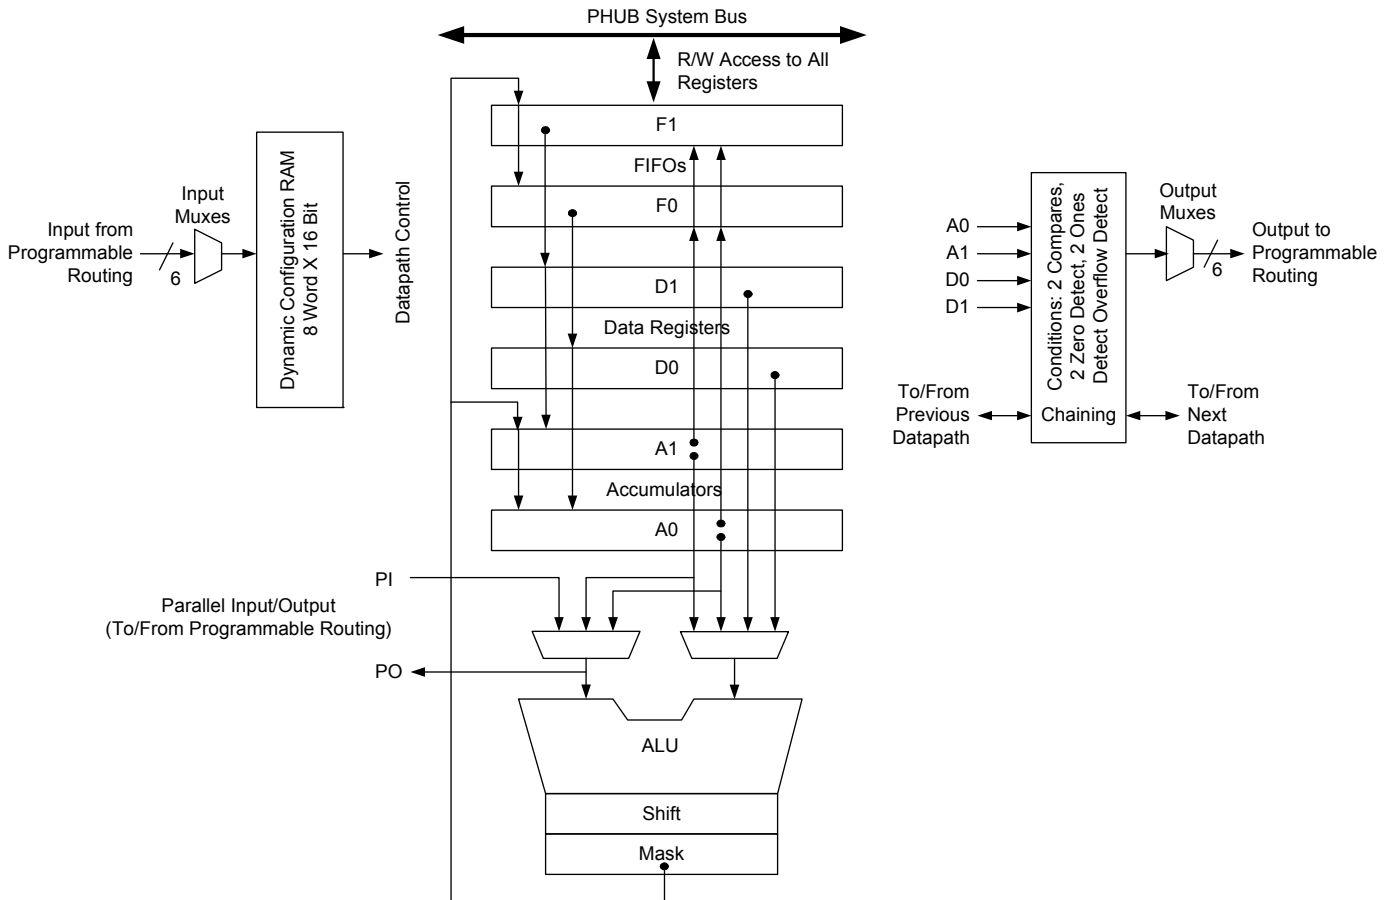 PHUB System Bus
R/W Access to All
Registers
F1
FIFOs
F0
D1
Data Registers
D0
A1
Accumulators
A0
Input from
Programmable
Routing
6
Input
Muxes
Dynamic Configuration RAM
8 Word X 16 Bit
Datapath Control
A0
A1
D0
D1
Conditions: 2 Compares,
2 Zero Detect, 2 Ones
Detect Overflow Detect
Output
Muxes
6
Output to
Programmable
Routing
To/From
Previous
Datapath
Chaining
To/From
Next
Datapath
PI
Parallel Input/Output
(To/From Programmable Routing)
PO
ALU
Shift
Mask